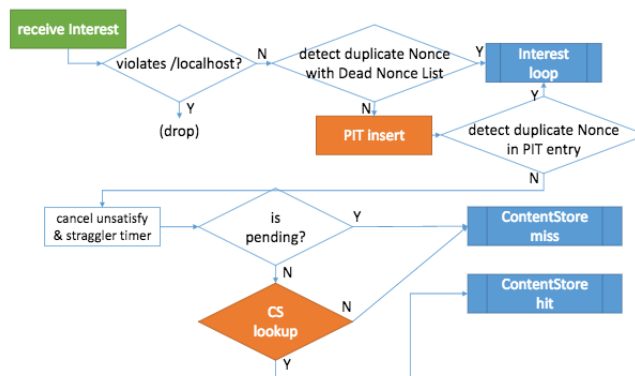 receive Interest
violates /localhost?
N
Y
(drop)
detect duplicate Nonce
with Dead Nonce List
Y
N
Interest
loop
PIT insert
Y
detect duplicate Nonce
in PIT entry
N
cancel unsatisfy
& straggler timer
is
pending?
Y
N
ContentStore
miss
CS
lookup
N
Y
ContentStore
hit